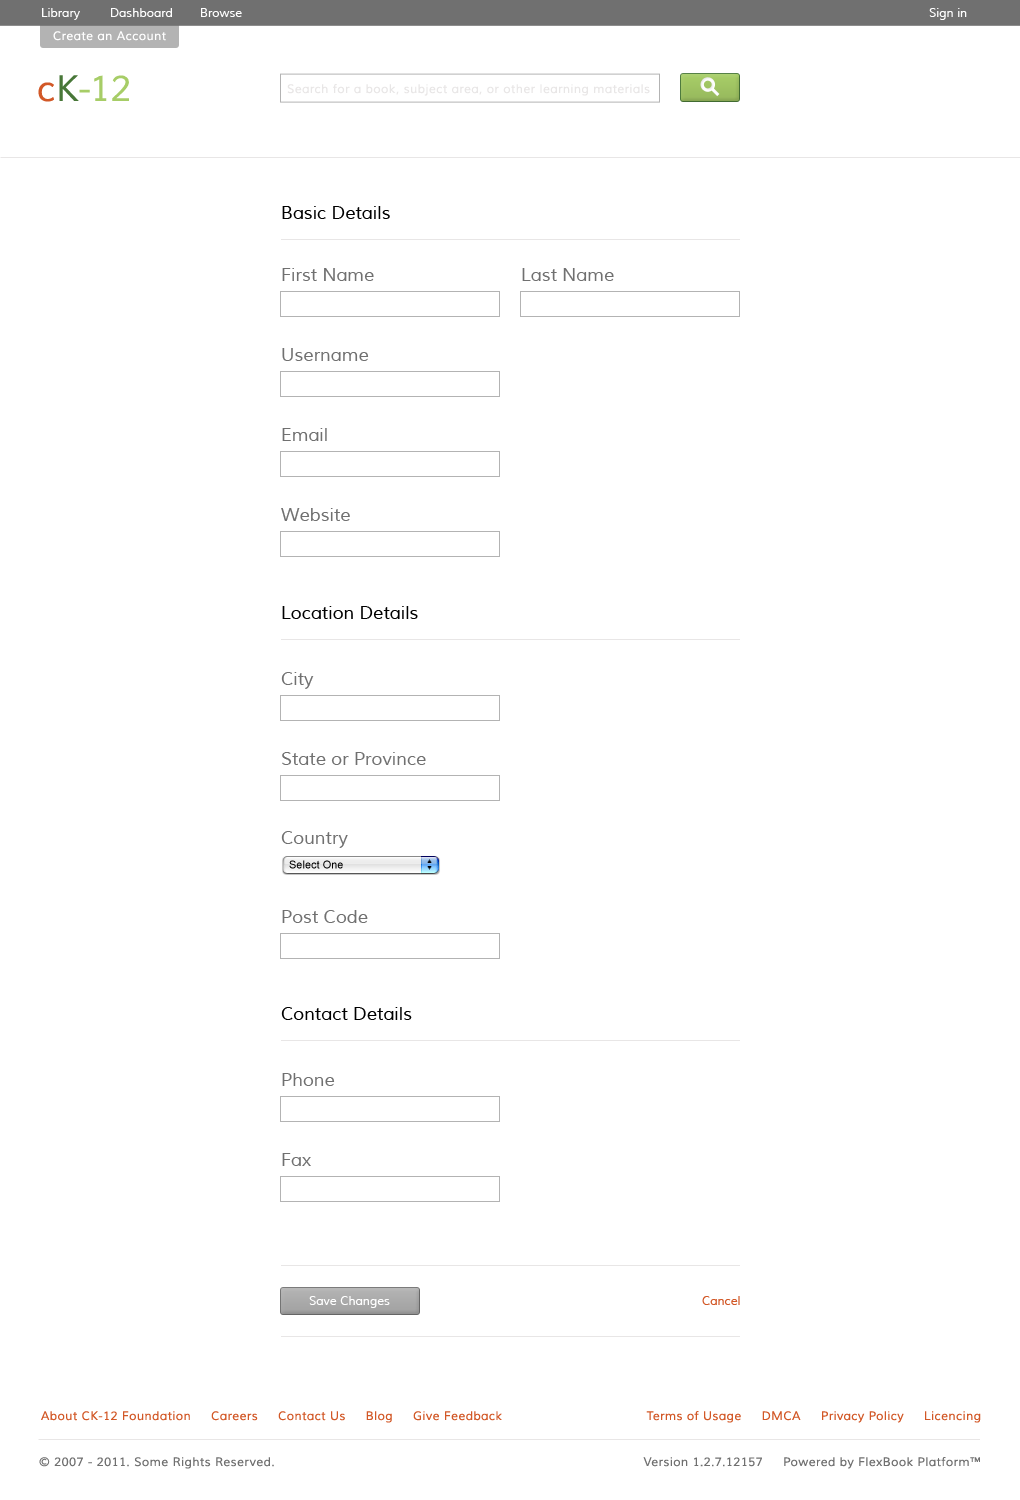 Library Dashboard Browse Sign in
Create an Account
cK-12
Search for a book, subject area, or other learning materials
Basic Details
First Name Last Name
Username
Email
Website
Location Details
City
State or Province
Country
Select One
Post Code
Contact Details
Phone
Fax
Save Changes Cancel
About CK-12 Foundation Careers Contact Us Blog Give Feedback Terms of Usage DMCA Privacy Policy Licencing
© 2007 - 2011. Some Rights Reserved. Version 1.2.7.12157 Powered by FlexBook Platform™